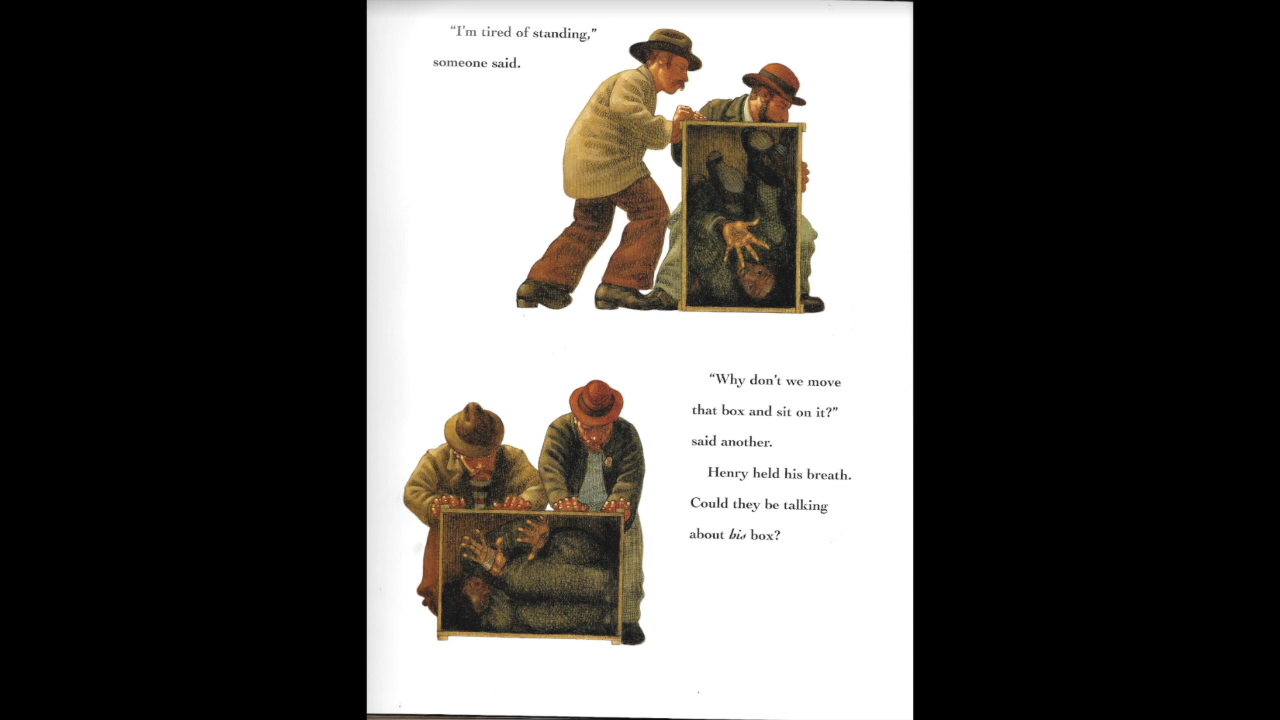 “I’m tired of standing,”
someone said.
“Why don’t we move
that box and sit on it?”
said another.
Henry held his breath.
Could they be talking
about his box?